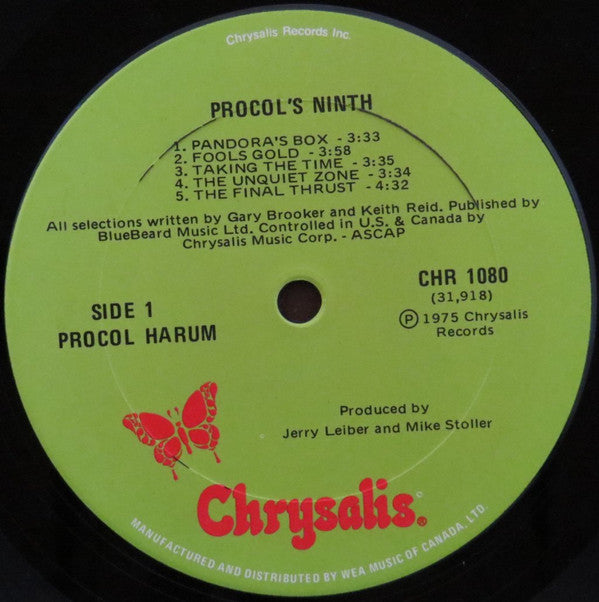 Chrysalis Records Inc.
PROCOL'S NINTH
1. PANDORA'S BOX - 3:33
2. FOOLS GOLD - 3:58
3. TAKING THE TIME - 3:35
4. THE UNQUIET ZONE - 3:34
5. THE FINAL THRUST - 4:32
All selections written by Gary Brooker and Keith Reid. Published by
BlueBeard Music Ltd. Controlled in U.S. & Canada by
Chrysalis Music Corp. - ASCAP
SIDE 1
PROCOL HARUM
CHR 1080
(31,918)
Ⓟ 1975 Chrysalis
Records
Produced by
Jerry Leiber and Mike Stoller
Chrysalis®
MANUFACTURED AND DISTRIBUTED BY WEA MUSIC OF CANADA, LTD.